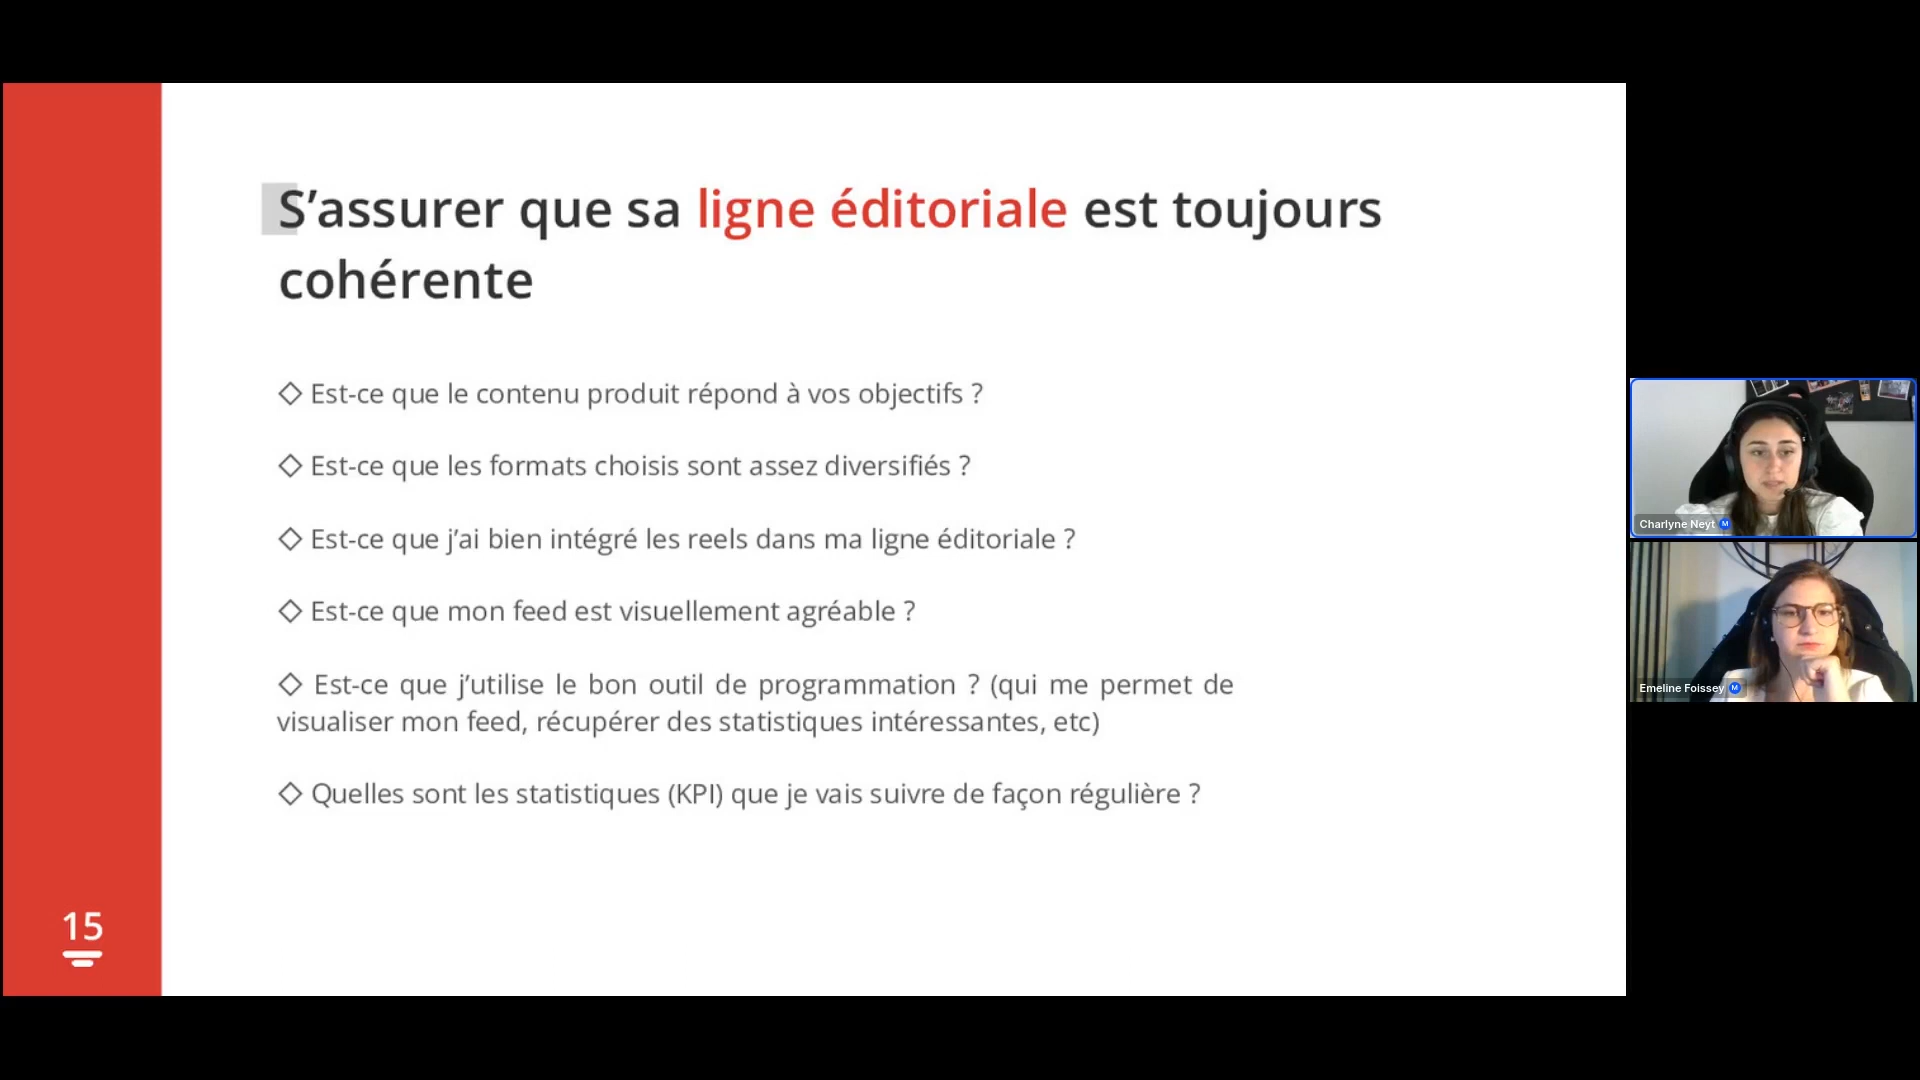 S’assurer que sa ligne éditoriale est toujours
cohérente
◇ Est-ce que le contenu produit répond à vos objectifs ?
◇ Est-ce que les formats choisis sont assez diversifiés ?
◇ Est-ce que j’ai bien intégré les reels dans ma ligne éditoriale ?
◇ Est-ce que mon feed est visuellement agréable ?
◇ Est-ce que j’utilise le bon outil de programmation ? (qui me permet de
visualiser mon feed, récupérer des statistiques intéressantes, etc)
◇ Quelles sont les statistiques (KPI) que je vais suivre de façon régulière ?
15
Charlyne Neyt M
Emeline Foissey M